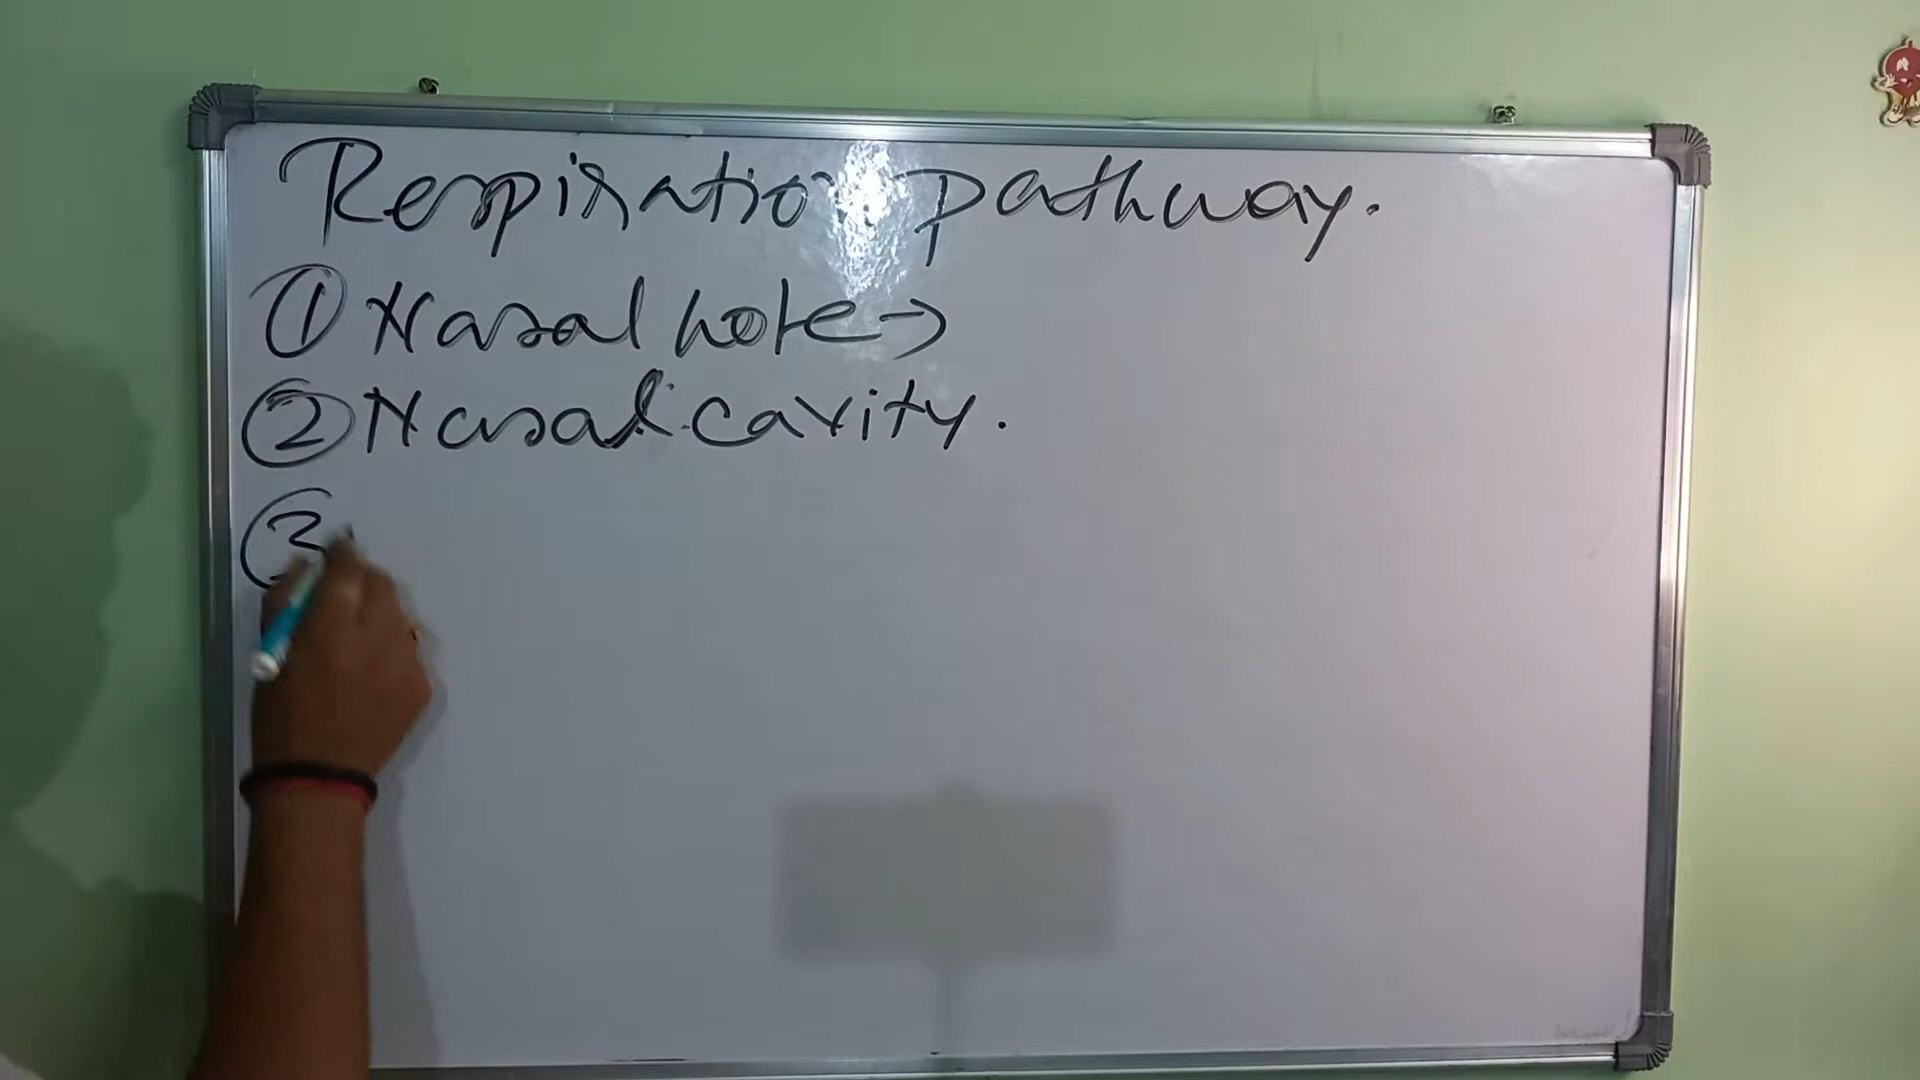 Respiration pathway.
① Nasal hole →
② Nasal cavity.
③